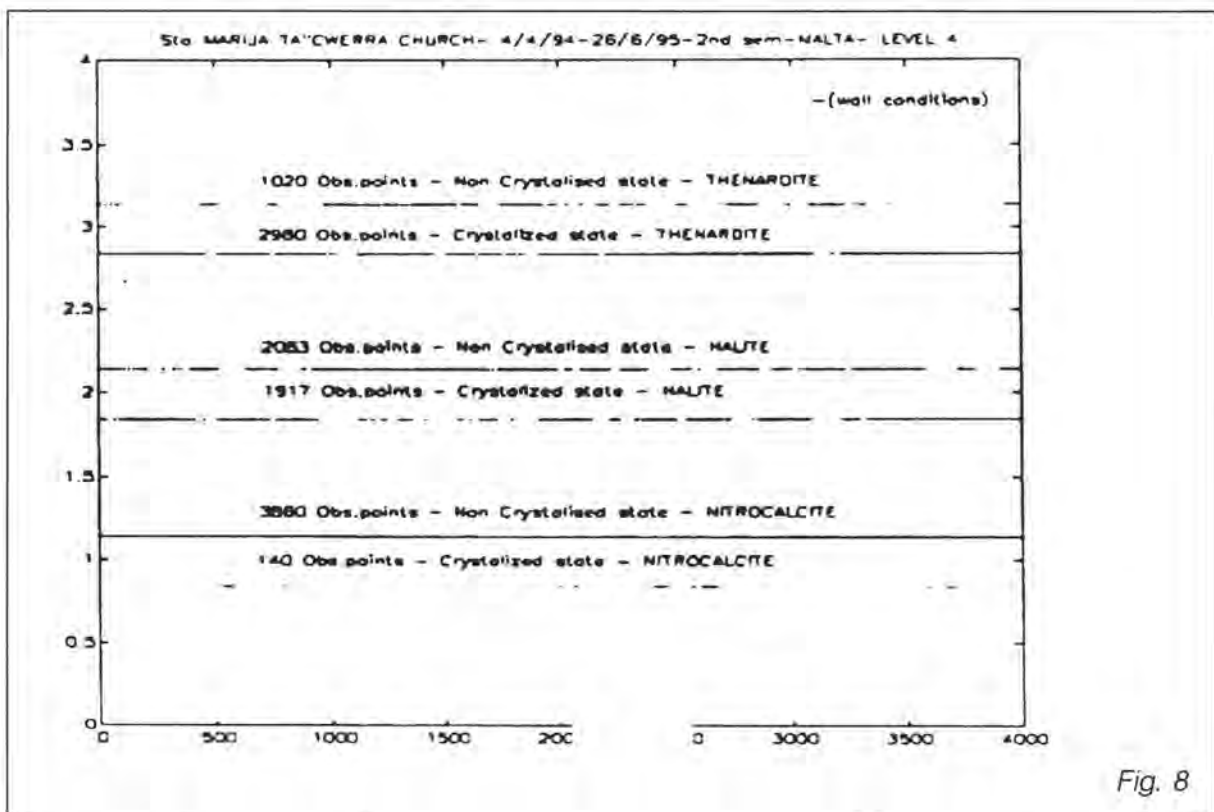 Sta MARIJA TA''CWERRA CHURCH- 4/4/94-26/6/95-2nd sem-MALTA- LEVEL 4
4
-(wall conditions)
3.5
1020 Obs.points - Non Crystalised state - THENARDITE
3
2980 Obs.points - Crystalized state - THENARDITE
2.5
2083 Obs.points - Non Crystalised state - HALITE
2
1917 Obs.points - Crystalized state - HALITE
1.5
3860 Obs.points - Non Crystalised state - NITROCALCITE
1
140 Obs.points - Crystalized state - NITROCALCITE
0.5
0
0 500 1000 1500 200 0 3000 3500 4000
Fig. 8